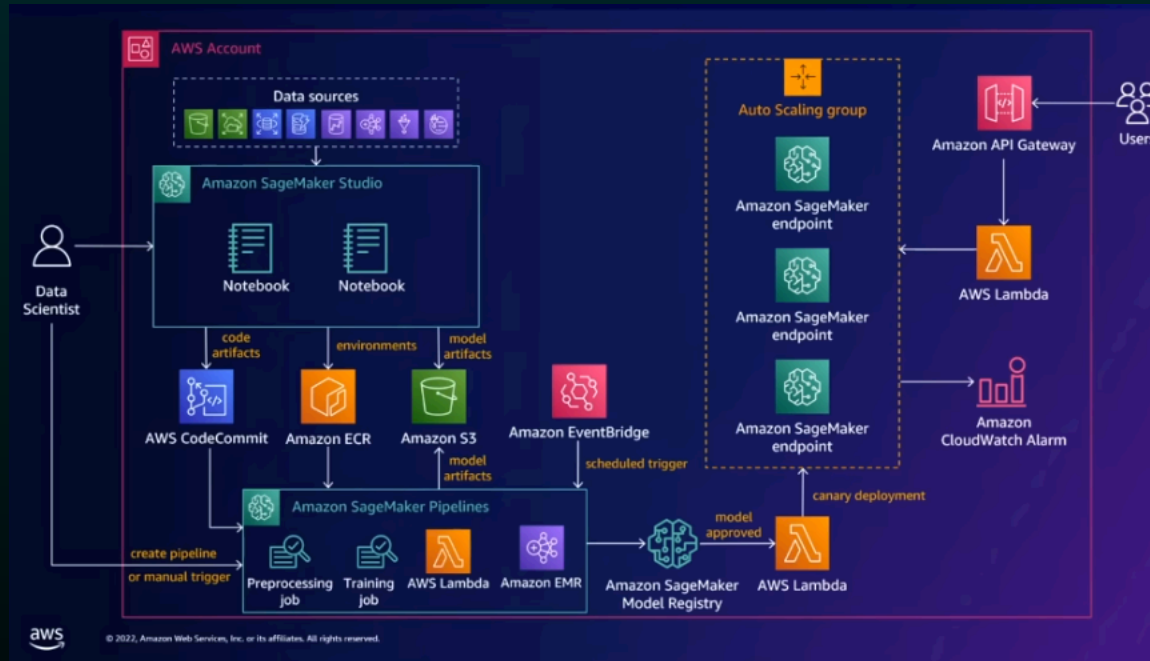 AWS Account
Data sources
Amazon SageMaker Studio
Notebook
Notebook
Data
Scientist
code
artifacts
environments
model
artifacts
AWS CodeCommit
Amazon ECR
Amazon S3
model
artifacts
Amazon EventBridge
scheduled trigger
Amazon SageMaker Pipelines
create pipeline
or manual trigger
Preprocessing
job
Training
job
AWS Lambda
Amazon EMR
Amazon SageMaker
Model Registry
model
approved
AWS Lambda
canary deployment
Auto Scaling group
Amazon SageMaker
endpoint
Amazon SageMaker
endpoint
Amazon SageMaker
endpoint
Amazon API Gateway
Users
AWS Lambda
Amazon
CloudWatch Alarm
aws
© 2022, Amazon Web Services, Inc. or its affiliates. All rights reserved.